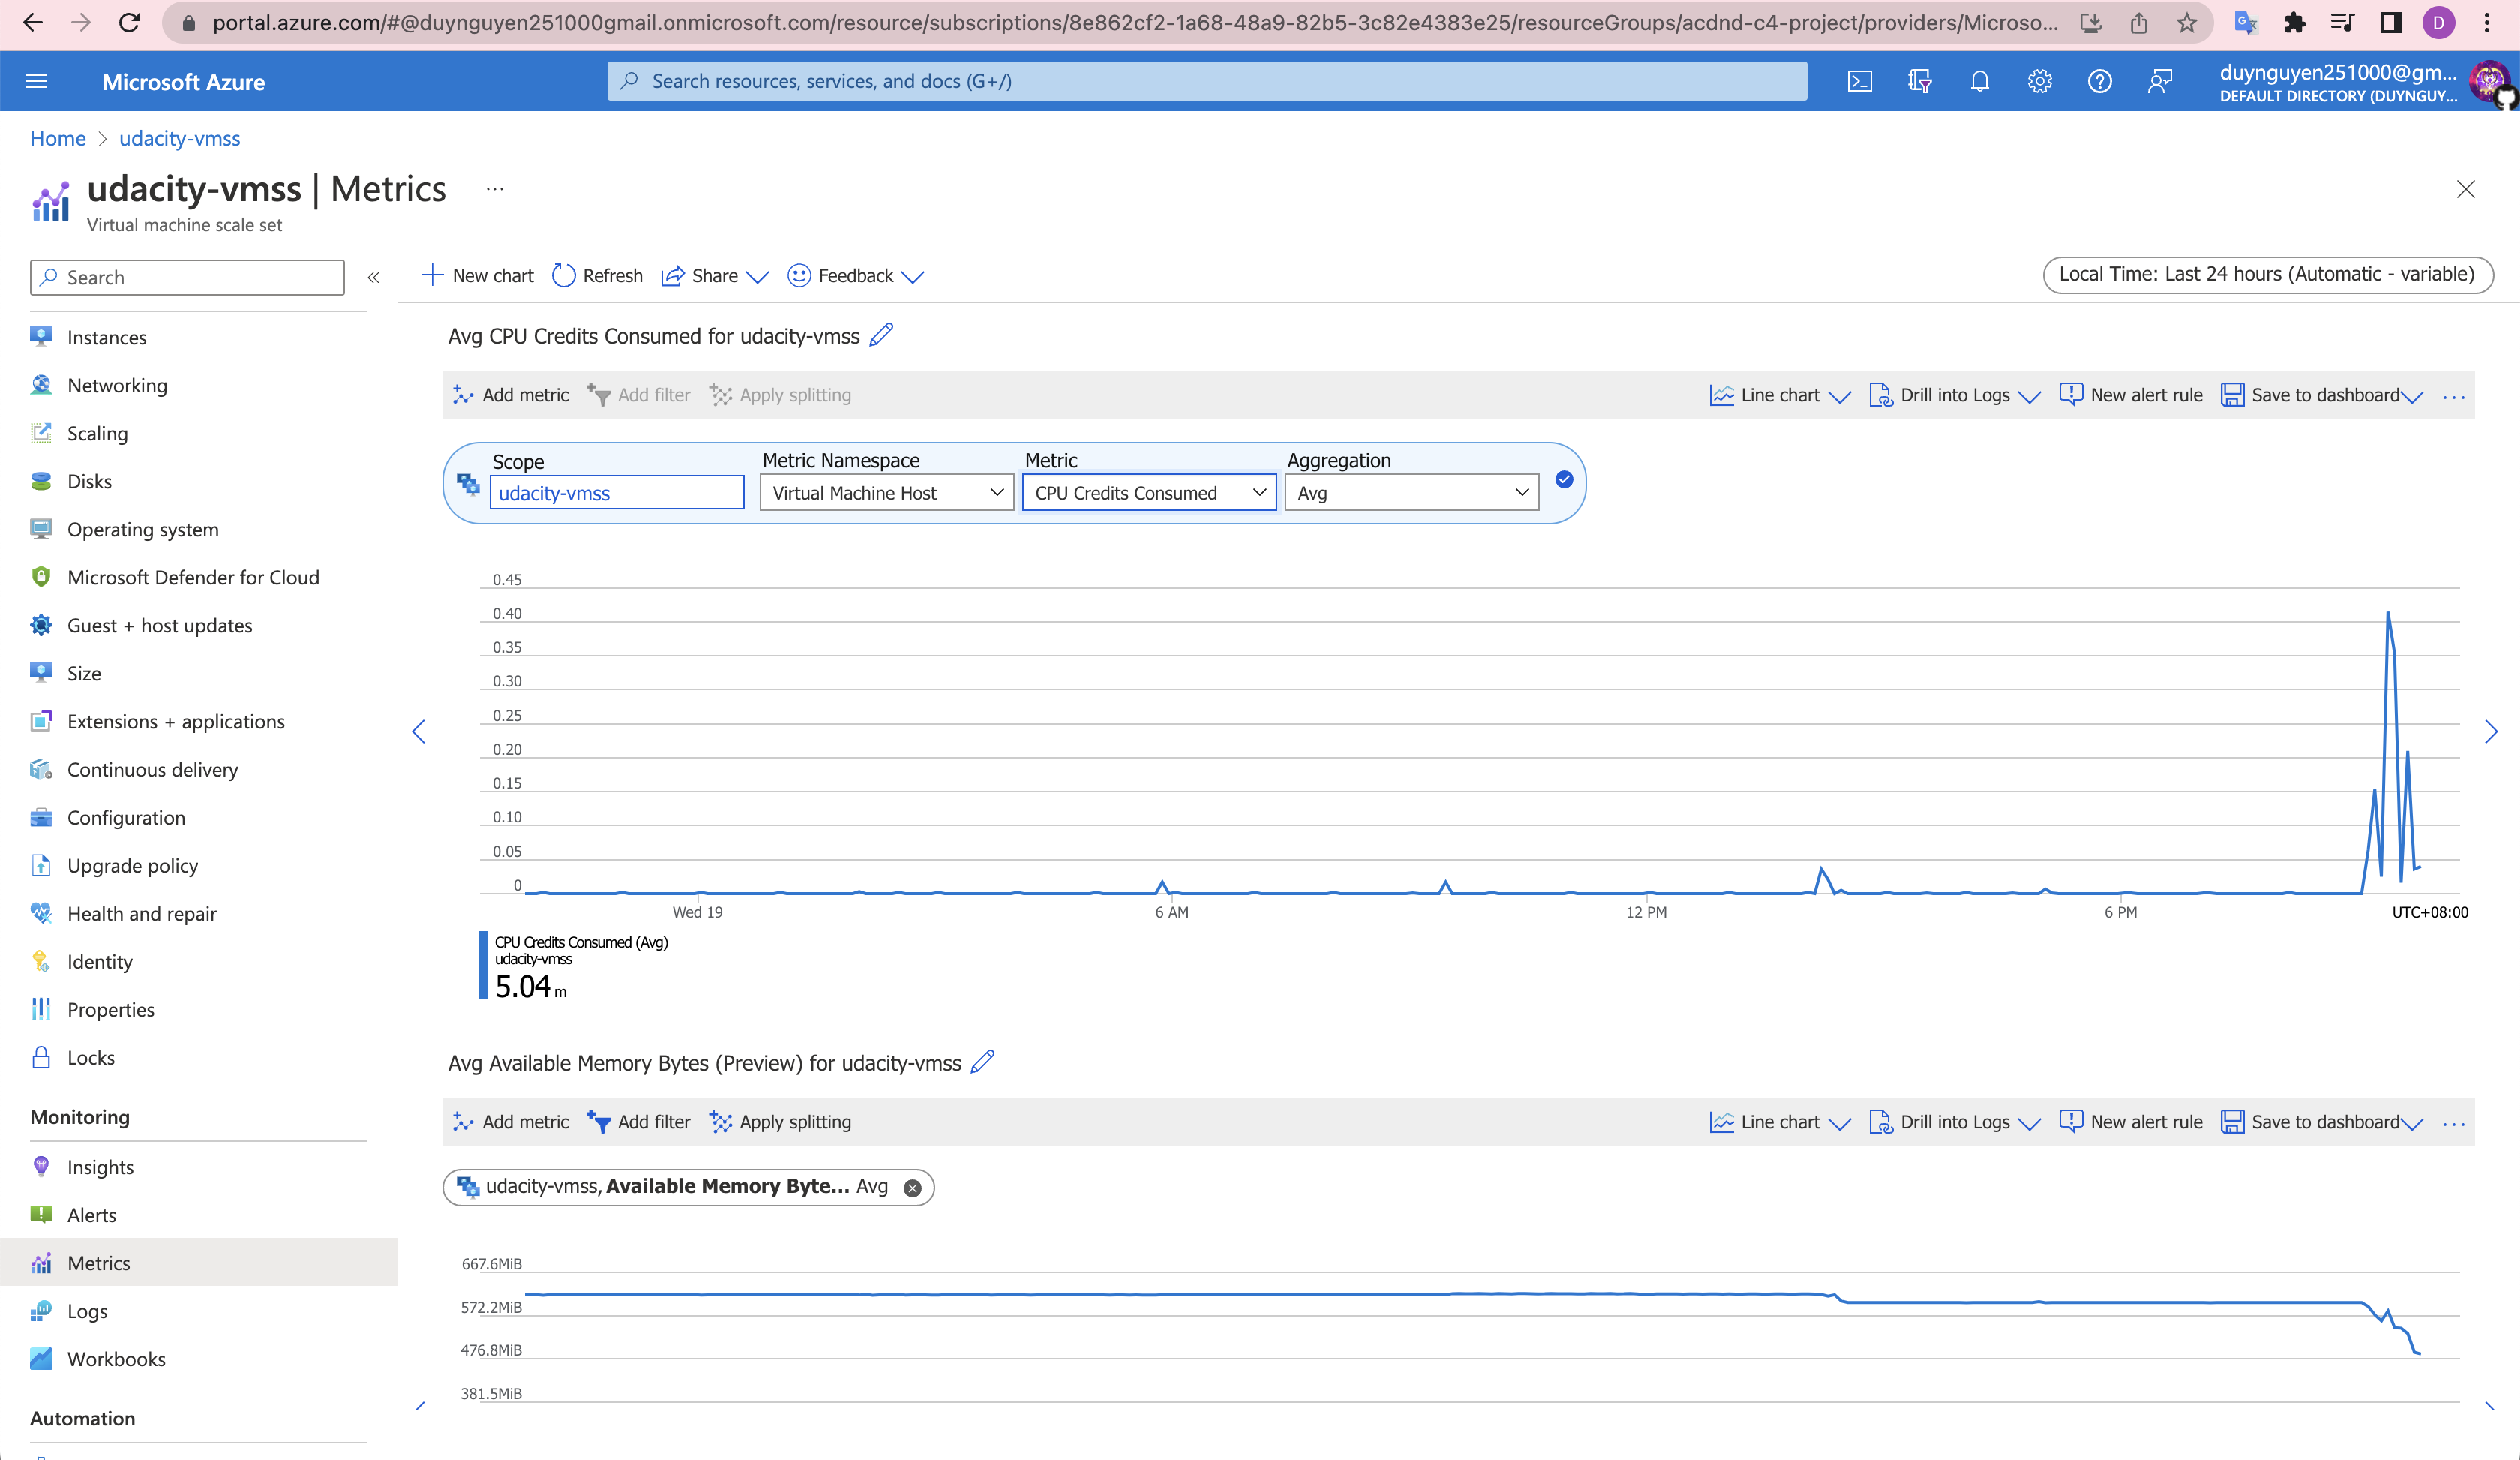 portal.azure.com/#@duynguyen251000gmail.onmicrosoft.com/resource/subscriptions/8e862cf2-1a68-48a9-82b5-3c82e4383e25/resourceGroups/acdnd-c4-project/providers/Microso...
D
Microsoft Azure
Search resources, services, and docs (G+/)
duynguyen251000@gm...
DEFAULT DIRECTORY (DUYNGUY...
Home > udacity-vmss
udacity-vmss | Metrics ...
Virtual machine scale set
Search
«
New chart Refresh Share Feedback
Local Time: Last 24 hours (Automatic - variable)
Instances
Networking
Scaling
Disks
Operating system
Microsoft Defender for Cloud
Guest + host updates
Size
Extensions + applications
Continuous delivery
Configuration
Upgrade policy
Health and repair
Identity
Properties
Locks
Monitoring
Insights
Alerts
Metrics
Logs
Workbooks
Automation
Avg CPU Credits Consumed for udacity-vmss
Add metric Add filter Apply splitting Line chart Drill into Logs New alert rule Save to dashboard ...
Scope Metric Namespace Metric Aggregation
udacity-vmss Virtual Machine Host CPU Credits Consumed Avg
0.45
0.40
0.35
0.30
0.25
0.20
0.15
0.10
0.05
0
Wed 19 6 AM 12 PM 6 PM UTC+08:00
CPU Credits Consumed (Avg)
udacity-vmss
5.04 m
Avg Available Memory Bytes (Preview) for udacity-vmss
Add metric Add filter Apply splitting Line chart Drill into Logs New alert rule Save to dashboard ...
udacity-vmss, Available Memory Byte... Avg
667.6MiB
572.2MiB
476.8MiB
381.5MiB